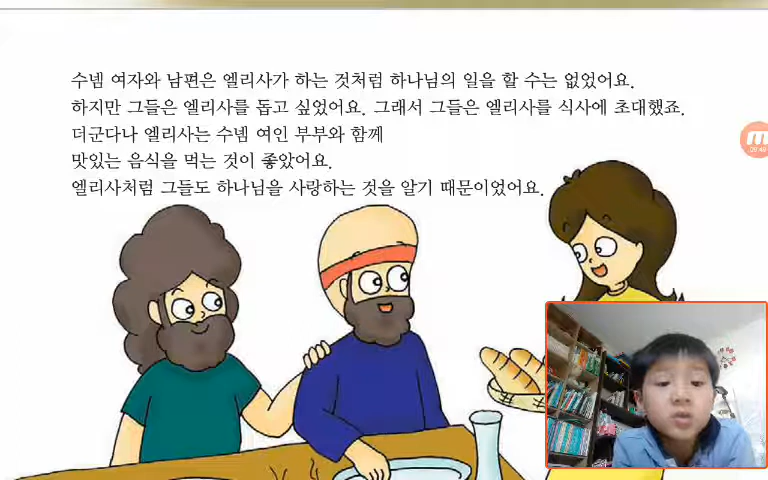 수넴 여자와 남편은 엘리사가 하는 것처럼 하나님의 일을 할 수는 없었어요.
하지만 그들은 엘리사를 돕고 싶었어요. 그래서 그들은 엘리사를 식사에 초대했죠.
더군다나 엘리사는 수넴 여인 부부와 함께
맛있는 음식을 먹는 것이 좋았어요.
엘리사처럼 그들도 하나님을 사랑하는 것을 알기 때문이었어요.